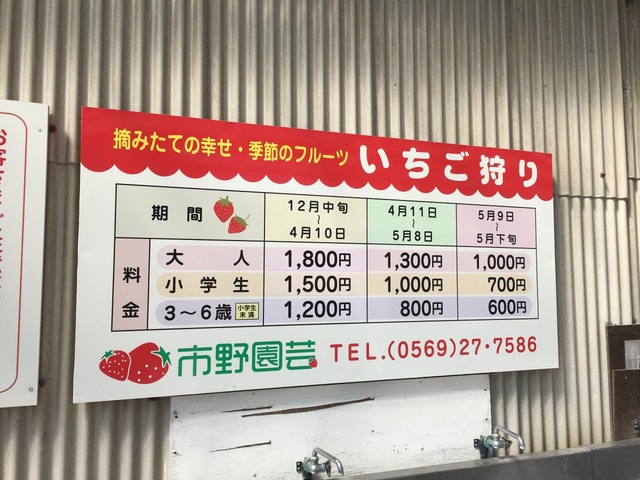 摘みたての幸せ・季節のフルーツ いちご狩り
期間 12月中旬～4月10日 4月11日～5月8日 5月9日～5月下旬
料金
大人 1,800円 1,300円 1,000円
小学生 1,500円 1,000円 700円
3～6歳 小学生未満 1,200円 800円 600円
市野園芸 TEL.(0569)27・7586